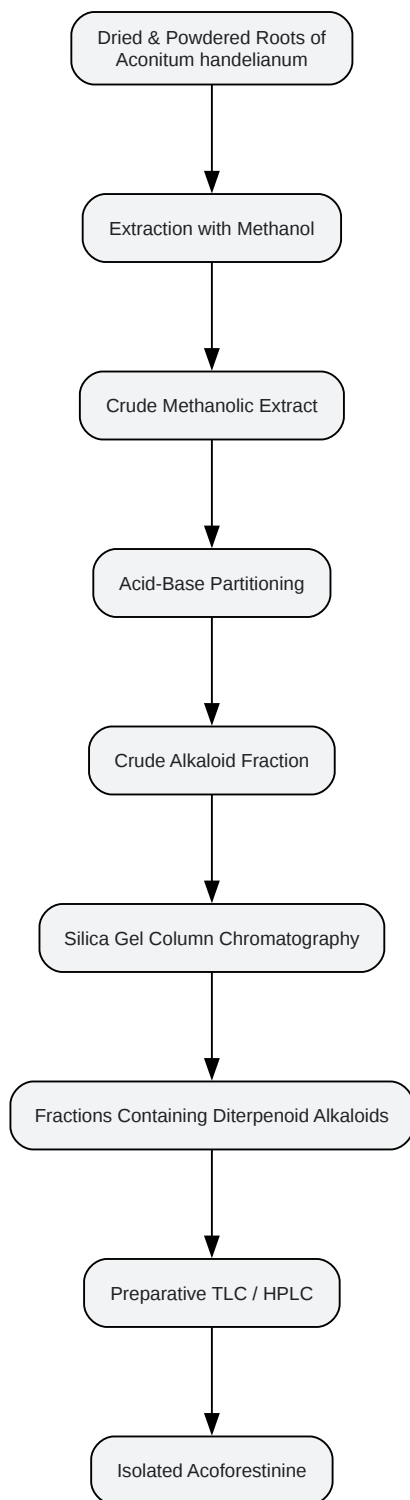 Dried & Powdered Roots of
Aconitum handelianum
Extraction with Methanol
Crude Methanolic Extract
Acid-Base Partitioning
Crude Alkaloid Fraction
Silica Gel Column Chromatography
Fractions Containing Diterpenoid Alkaloids
Preparative TLC / HPLC
Isolated Acoforestinine